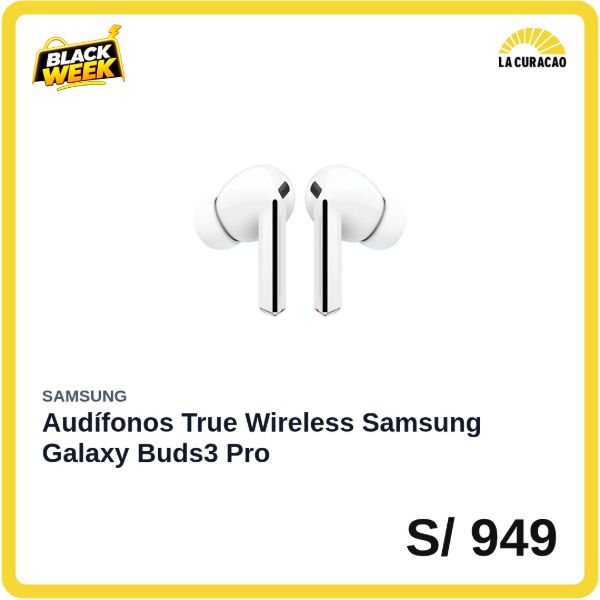 BLACK
WEEK
LA CURACAO
SAMSUNG
Audífonos True Wireless Samsung
Galaxy Buds3 Pro
S/ 949